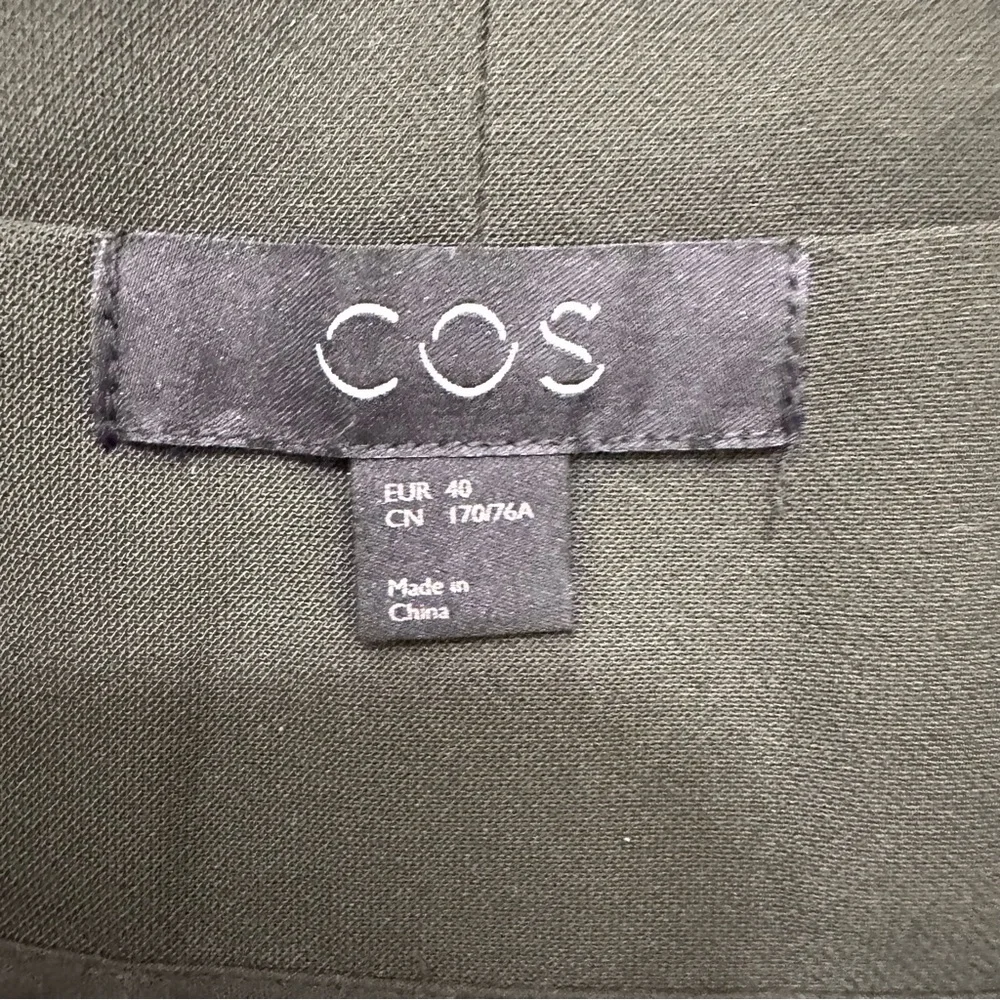 COS
EUR 40
CN 170/76A
Made in
China